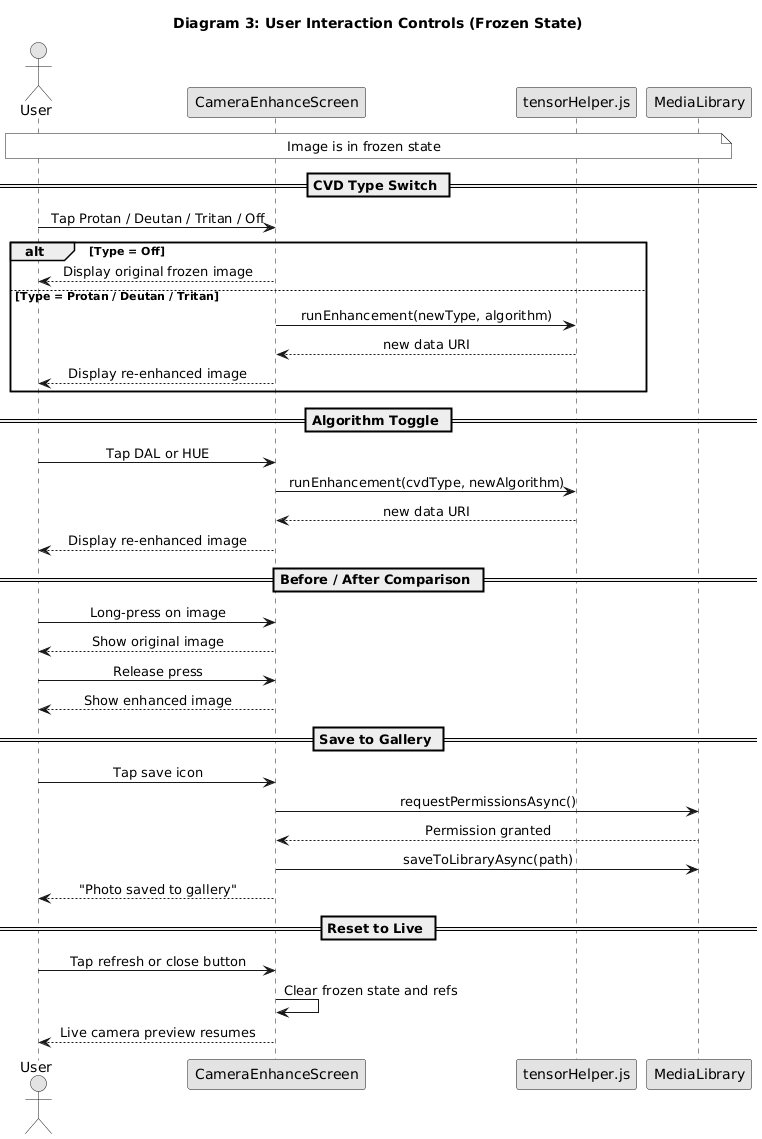 Diagram 3: User Interaction Controls (Frozen State)
User
CameraEnhanceScreen
tensorHelper.js
MediaLibrary
Image is in frozen state
CVD Type Switch
Tap Protan / Deutan / Tritan / Off
alt
[Type = Off]
Display original frozen image
[Type = Protan / Deutan / Tritan]
runEnhancement(newType, algorithm)
new data URI
Display re-enhanced image
Algorithm Toggle
Tap DAL or HUE
runEnhancement(cvdType, newAlgorithm)
new data URI
Display re-enhanced image
Before / After Comparison
Long-press on image
Show original image
Release press
Show enhanced image
Save to Gallery
Tap save icon
requestPermissionsAsync()
Permission granted
saveToLibraryAsync(path)
"Photo saved to gallery"
Reset to Live
Tap refresh or close button
Clear frozen state and refs
Live camera preview resumes
User
CameraEnhanceScreen
tensorHelper.js
MediaLibrary